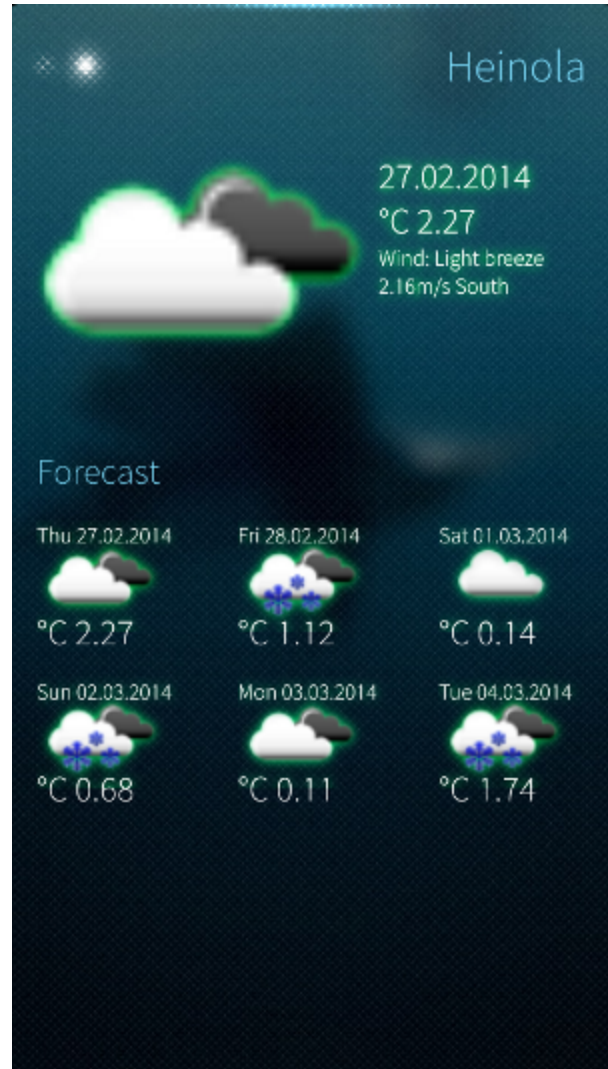 Heinola
27.02.2014
°C 2.27
Wind: Light breeze
2.16m/s South
Forecast
Thu 27.02.2014
°C 2.27
Fri 28.02.2014
°C 1.12
Sat 01.03.2014
°C 0.14
Sun 02.03.2014
°C 0.68
Mon 03.03.2014
°C 0.11
Tue 04.03.2014
°C 1.74